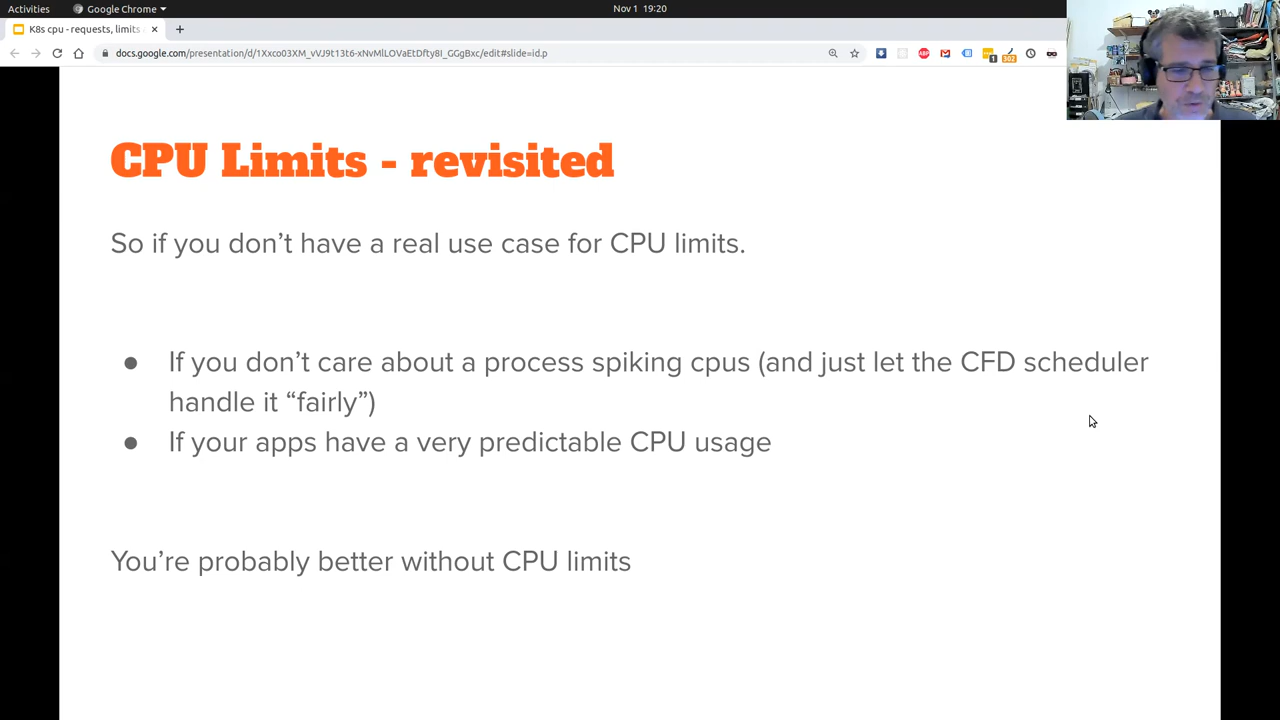 Activities
Google Chrome
Nov 1 19:20
K8s cpu - requests, limits
docs.google.com/presentation/d/1Xxco03XM_vVJ9t13t6-xNvMlLOVaEtDfty8I_GGgBxc/edit#slide=id.p
ABP
1
302
CPU Limits - revisited
So if you don’t have a real use case for CPU limits.
● If you don’t care about a process spiking cpus (and just let the CFD scheduler
handle it “fairly”)
● If your apps have a very predictable CPU usage
You’re probably better without CPU limits